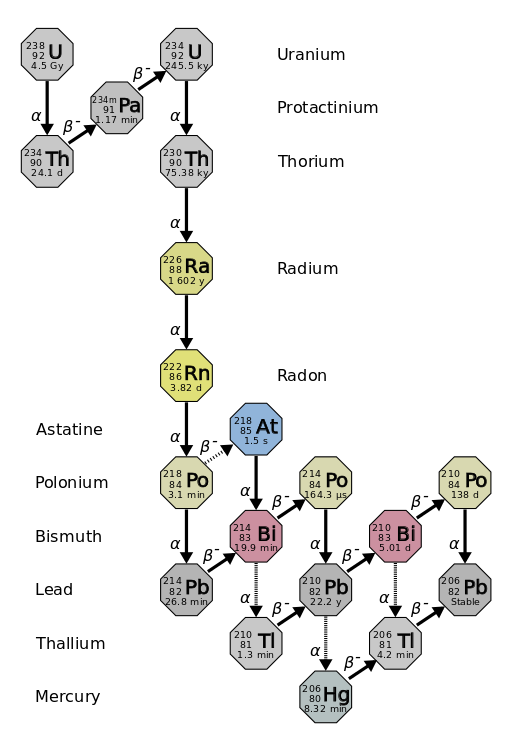 238
92 U
4.5 Gy
234
92 U
245.5 ky
Uranium
β-
234m
91 Pa
1.17 min
Protactinium
α
β-
α
234
90 Th
24.1 d
230
90 Th
75.38 ky
Thorium
α
226
88 Ra
1 602 y
Radium
α
222
86 Rn
3.82 d
Radon
α
β-
Astatine
218
85 At
1.5 s
Polonium
218
84 Po
3.1 min
α
β-
214
84 Po
164.3 µs
β-
210
84 Po
138 d
Bismuth
α
β-
214
83 Bi
19.9 min
α
β-
210
83 Bi
5.01 d
α
Lead
214
82 Pb
26.8 min
α
β-
210
82 Pb
22.2 y
α
β-
206
82 Pb
Stable
Thallium
210
81 Tl
1.3 min
α
β-
206
81 Tl
4.2 min
Mercury
206
80 Hg
8.32 min